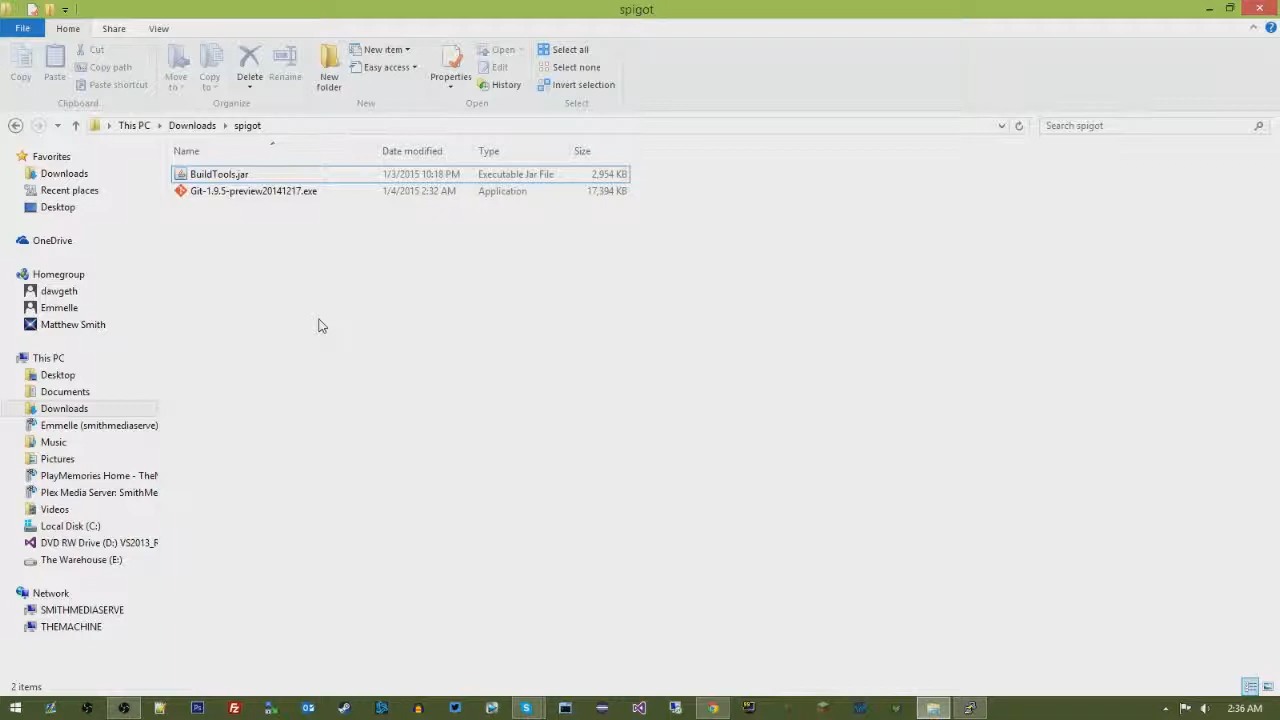 spigot
File Home Share View
Copy Paste Cut Copy path Paste shortcut Clipboard
Move to Copy to Delete Rename Organize
New folder New item Easy access New
Properties Open Edit History Open
Select all Select none Invert selection Select
This PC Downloads spigot Search spigot
Name Date modified Type Size
BuildTools.jar 1/3/2015 10:18 PM Executable Jar File 2,954 KB
Git-1.9.5-preview20141217.exe 1/4/2015 2:32 AM Application 17,394 KB
Favorites
Downloads
Recent places
Desktop
OneDrive
Homegroup
dawgeth
Emmelle
Matthew Smith
This PC
Desktop
Documents
Downloads
Emmelle (smithmediaserve)
Music
Pictures
PlayMemories Home - TheM
Plex Media Server: SmithMe
Videos
Local Disk (C:)
DVD RW Drive (D:) VS2013_R
The Warehouse (E:)
Network
SMITHMEDIASERVE
THEMACHINE
2 items
2:36 AM